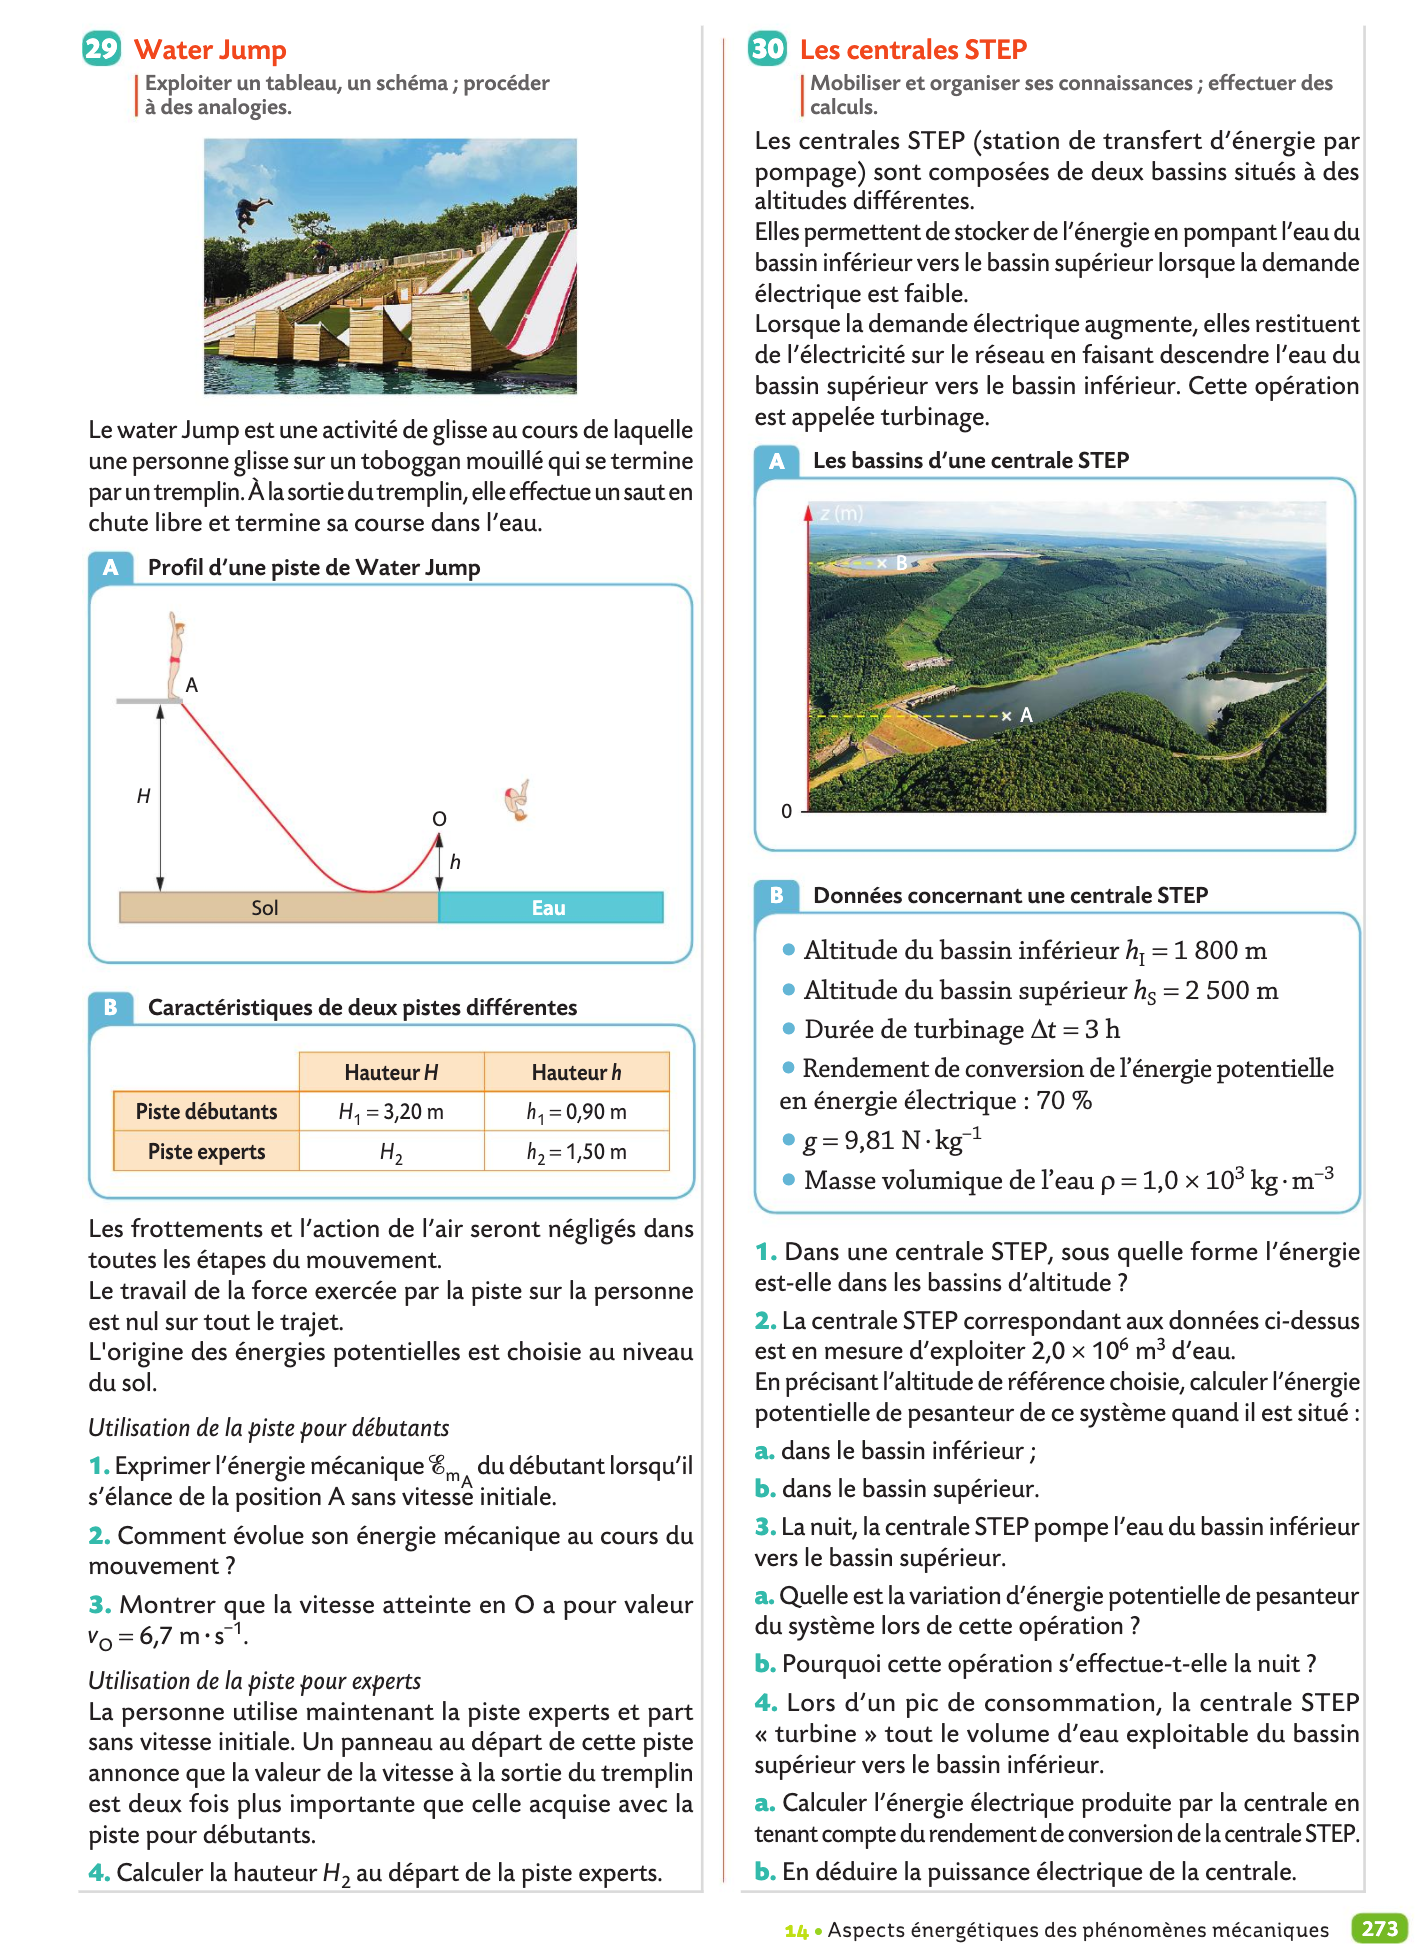 29 Water Jump
Exploiter un tableau, un schéma ; procéder
à des analogies.
Le water Jump est une activité de glisse au cours de laquelle
une personne glisse sur un toboggan mouillé qui se termine
par un tremplin. À la sortie du tremplin, elle effectue un saut en
chute libre et termine sa course dans l'eau.
A Profil d'une piste de Water Jump
A
H
O
h
Sol
Eau
B Caractéristiques de deux pistes différentes
Hauteur H Hauteur h
Piste débutants H₁ = 3,20 m h₁ = 0,90 m
Piste experts H₂ h₂ = 1,50 m
Les frottements et l'action de l'air seront négligés dans
toutes les étapes du mouvement.
Le travail de la force exercée par la piste sur la personne
est nul sur tout le trajet.
L'origine des énergies potentielles est choisie au niveau
du sol.
Utilisation de la piste pour débutants
1. Exprimer l'énergie mécanique ℰmA du débutant lorsqu'il
s'élance de la position A sans vitesse initiale.
2. Comment évolue son énergie mécanique au cours du
mouvement ?
3. Montrer que la vitesse atteinte en O a pour valeur
vO = 6,7 m · s⁻¹.
Utilisation de la piste pour experts
La personne utilise maintenant la piste experts et part
sans vitesse initiale. Un panneau au départ de cette piste
annonce que la valeur de la vitesse à la sortie du tremplin
est deux fois plus importante que celle acquise avec la
piste pour débutants.
4. Calculer la hauteur H₂ au départ de la piste experts.
30 Les centrales STEP
Mobiliser et organiser ses connaissances ; effectuer des
calculs.
Les centrales STEP (station de transfert d'énergie par
pompage) sont composées de deux bassins situés à des
altitudes différentes.
Elles permettent de stocker de l'énergie en pompant l'eau du
bassin inférieur vers le bassin supérieur lorsque la demande
électrique est faible.
Lorsque la demande électrique augmente, elles restituent
de l'électricité sur le réseau en faisant descendre l'eau du
bassin supérieur vers le bassin inférieur. Cette opération
est appelée turbinage.
A Les bassins d'une centrale STEP
z (m)
× B
× A
0
B Données concernant une centrale STEP
• Altitude du bassin inférieur hI = 1 800 m
• Altitude du bassin supérieur hS = 2 500 m
• Durée de turbinage Δt = 3 h
• Rendement de conversion de l'énergie potentielle
en énergie électrique : 70 %
• g = 9,81 N · kg⁻¹
• Masse volumique de l'eau ρ = 1,0 × 10³ kg · m⁻³
1. Dans une centrale STEP, sous quelle forme l'énergie
est-elle dans les bassins d'altitude ?
2. La centrale STEP correspondant aux données ci-dessus
est en mesure d'exploiter 2,0 × 10⁶ m³ d'eau.
En précisant l'altitude de référence choisie, calculer l'énergie
potentielle de pesanteur de ce système quand il est situé :
a. dans le bassin inférieur ;
b. dans le bassin supérieur.
3. La nuit, la centrale STEP pompe l'eau du bassin inférieur
vers le bassin supérieur.
a. Quelle est la variation d'énergie potentielle de pesanteur
du système lors de cette opération ?
b. Pourquoi cette opération s'effectue-t-elle la nuit ?
4. Lors d'un pic de consommation, la centrale STEP
« turbine » tout le volume d'eau exploitable du bassin
supérieur vers le bassin inférieur.
a. Calculer l'énergie électrique produite par la centrale en
tenant compte du rendement de conversion de la centrale STEP.
b. En déduire la puissance électrique de la centrale.
14 • Aspects énergétiques des phénomènes mécaniques 273